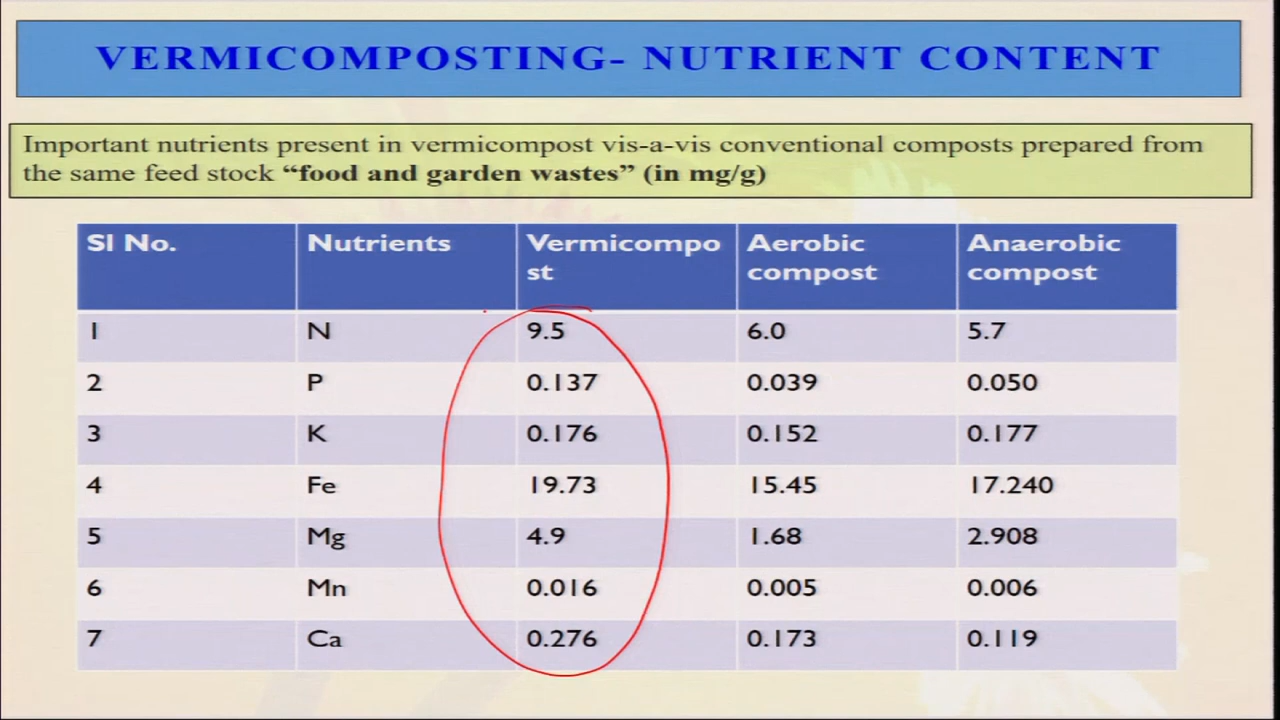 VERMICOMPOSTING- NUTRIENT CONTENT
Important nutrients present in vermicompost vis-a-vis conventional composts prepared from
the same feed stock “food and garden wastes” (in mg/g)
Sl No. Nutrients Vermicompo Aerobic Anaerobic
st compost compost
1 N 9.5 6.0 5.7
2 P 0.137 0.039 0.050
3 K 0.176 0.152 0.177
4 Fe 19.73 15.45 17.240
5 Mg 4.9 1.68 2.908
6 Mn 0.016 0.005 0.006
7 Ca 0.276 0.173 0.119